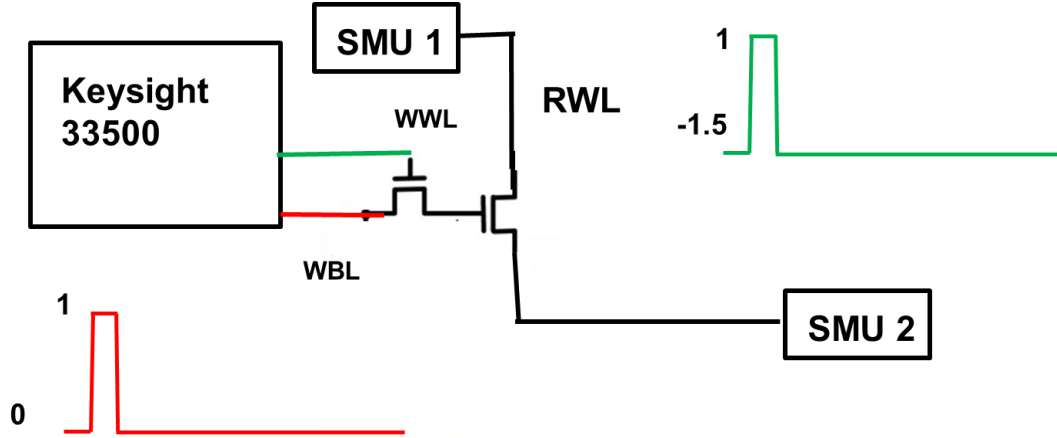 SMU 1
Keysight
33500
WWL
RWL
1
-1.5
WBL
1
0
SMU 2